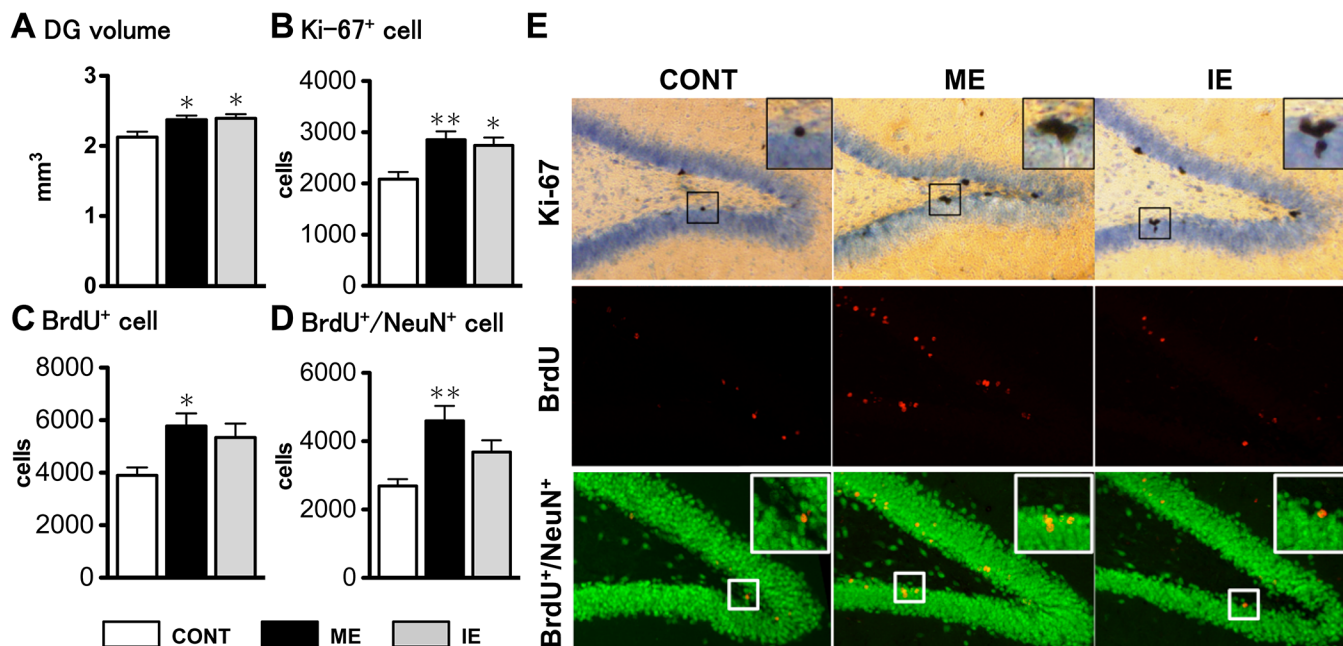 A DG volume
3
2
1
0
mm³
*
*
B Ki-67⁺ cell
4000
3000
2000
1000
0
cells
**
*
C BrdU⁺ cell
8000
6000
4000
2000
0
cells
*
D BrdU⁺/NeuN⁺ cell
6000
4000
2000
0
cells
**
CONT ME IE
E
CONT ME IE
Ki-67
BrdU
BrdU⁺/NeuN⁺